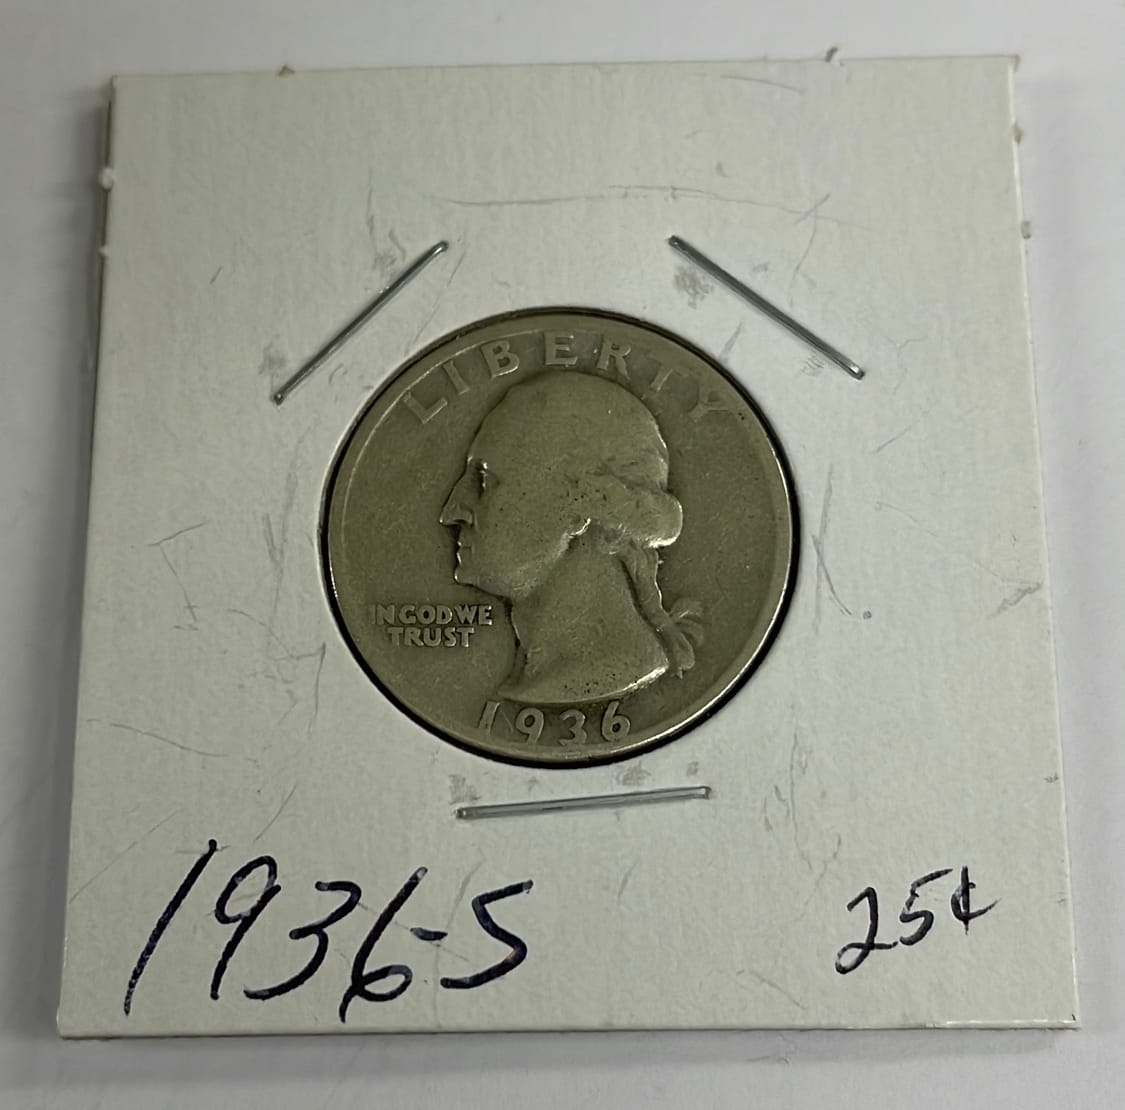 LIBERTY
IN GOD WE
TRUST
1936
1936-S 25¢